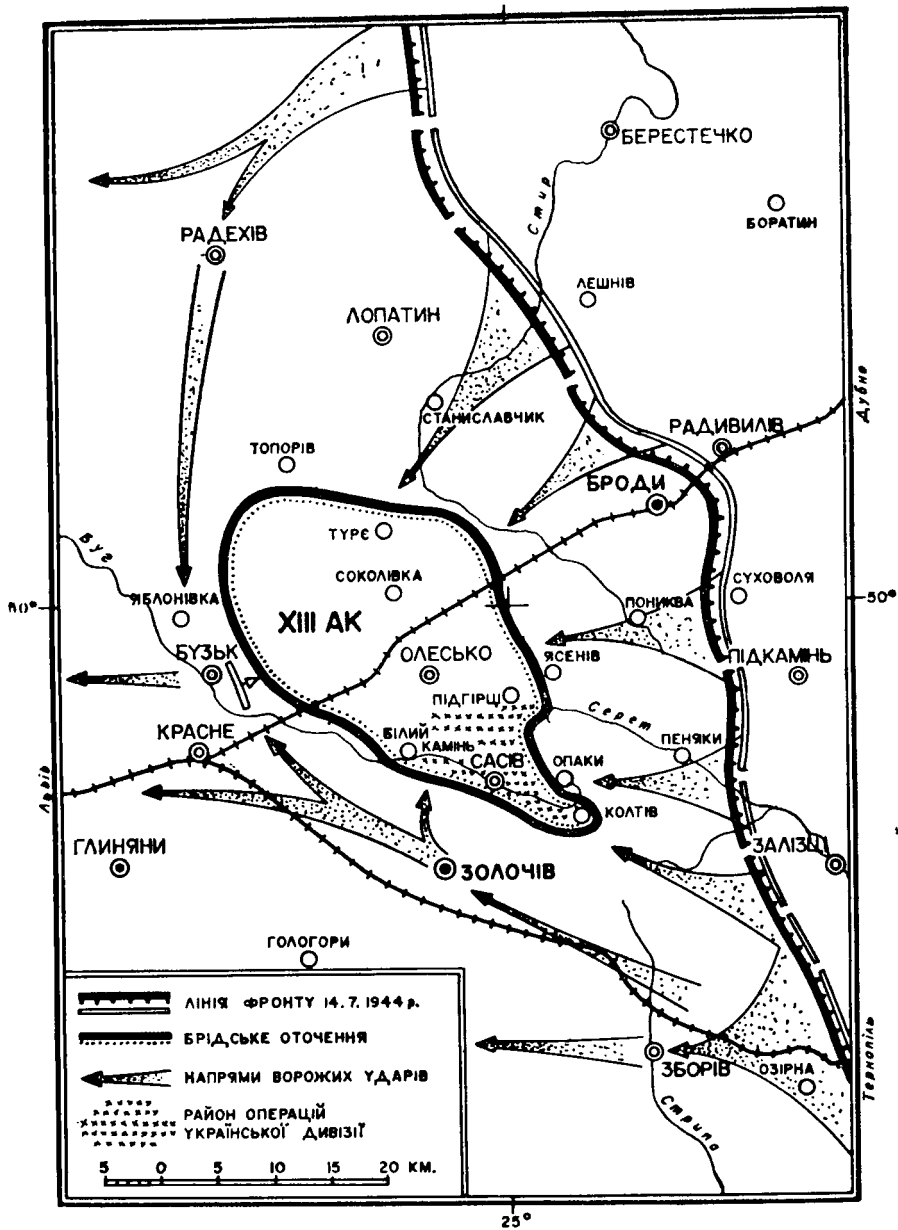 БЕРЕСТЕЧКО
Стир
БОРАТИН
РАДЕХІВ
ЛЕШНІВ
ЛОПАТИН
Дубно
СТАНИСЛАВЧИК
РАДИВИЛІВ
ТОПОРІВ
БРОДИ
ТУРЄ
Буг
СОКОЛІВКА
СУХОВОЛЯ
ЯБЛОНІВКА
50°
ПОНИКВА
XIII АК
БУЗЬК
ОЛЕСЬКО
ЯСЕНІВ
ПІДКАМІНЬ
ПІДГІРЦІ
Серет
КРАСНЕ
БІЛИЙ
КАМІНЬ
ПЕНЯКИ
САСІВ
ОПАКИ
Львів
КОЛТІВ
ГЛИНЯНИ
ЗОЛОЧІВ
ЗАЛІЗЦІ
ГОЛОГОРИ
ЗБОРІВ
ОЗІРНА
Тернопіль
Стрипа
ЛІНІЯ ФРОНТУ 14.7.1944 р.
БРІДСЬКЕ ОТОЧЕННЯ
НАПРЯМИ ВОРОЖИХ УДАРІВ
РАЙОН ОПЕРАЦІЙ
УКРАЇНСЬКОЇ ДИВІЗІЇ
5 0 5 10 15 20 КМ.
25°